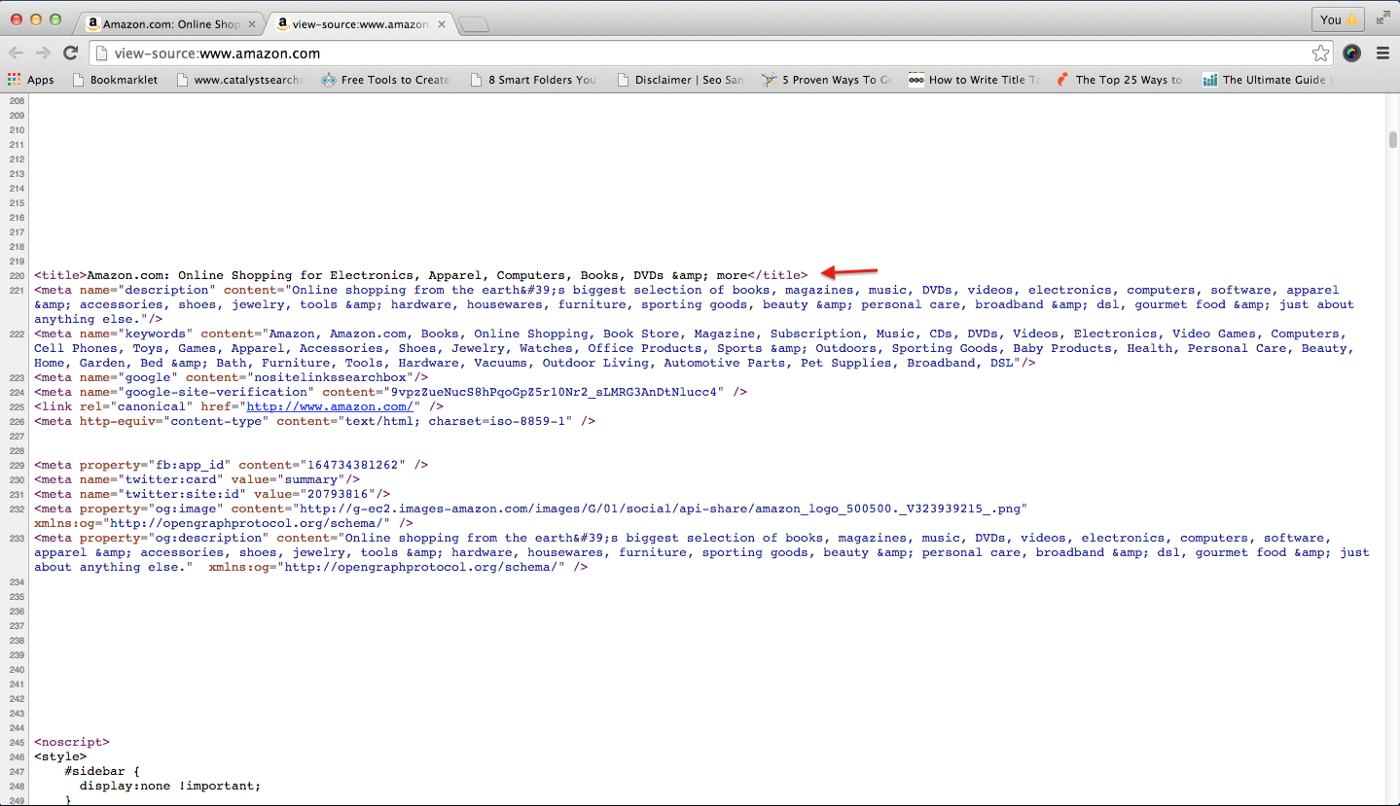 Amazon.com: Online Shop
view-source:www.amazon.
You
view-source:www.amazon.com
Apps Bookmarklet www.catalystsearchm Free Tools to Create 8 Smart Folders You Disclaimer | Seo San 5 Proven Ways To Ge How to Write Title Ta The Top 25 Ways to The Ultimate Guide
208
209
210
211
212
213
214
215
216
217
218
219
220 <title>Amazon.com: Online Shopping for Electronics, Apparel, Computers, Books, DVDs &amp; more</title>
221 <meta name="description" content="Online shopping from the earth&#39;s biggest selection of books, magazines, music, DVDs, videos, electronics, computers, software, apparel
&amp; accessories, shoes, jewelry, tools &amp; hardware, housewares, furniture, sporting goods, beauty &amp; personal care, broadband &amp; dsl, gourmet food &amp; just about
anything else."/>
222 <meta name="keywords" content="Amazon, Amazon.com, Books, Online Shopping, Book Store, Magazine, Subscription, Music, CDs, DVDs, Videos, Electronics, Video Games, Computers,
Cell Phones, Toys, Games, Apparel, Accessories, Shoes, Jewelry, Watches, Office Products, Sports &amp; Outdoors, Sporting Goods, Baby Products, Health, Personal Care, Beauty,
Home, Garden, Bed &amp; Bath, Furniture, Tools, Hardware, Vacuums, Outdoor Living, Automotive Parts, Pet Supplies, Broadband, DSL"/>
223 <meta name="google" content="nositelinkssearchbox"/>
224 <meta name="google-site-verification" content="9vpzZueNucS8hPqoGpZ5r10Nr2_sLMRG3AnDtNlucc4" />
225 <link rel="canonical" href="http://www.amazon.com/" />
226 <meta http-equiv="content-type" content="text/html; charset=iso-8859-1" />
227
228
229 <meta property="fb:app_id" content="164734381262" />
230 <meta name="twitter:card" value="summary"/>
231 <meta name="twitter:site:id" value="20793816"/>
232 <meta property="og:image" content="http://g-ec2.images-amazon.com/images/G/01/social/api-share/amazon_logo_500500._V323939215_.png"
xmlns:og="http://opengraphprotocol.org/schema/" />
233 <meta property="og:description" content="Online shopping from the earth&#39;s biggest selection of books, magazines, music, DVDs, videos, electronics, computers, software,
apparel &amp; accessories, shoes, jewelry, tools &amp; hardware, housewares, furniture, sporting goods, beauty &amp; personal care, broadband &amp; dsl, gourmet food &amp; just
about anything else."  xmlns:og="http://opengraphprotocol.org/schema/" />
234
235
236
237
238
239
240
241
242
243
244
245 <noscript>
246 <style>
247 #sidebar {
248 display:none !important;
249 }